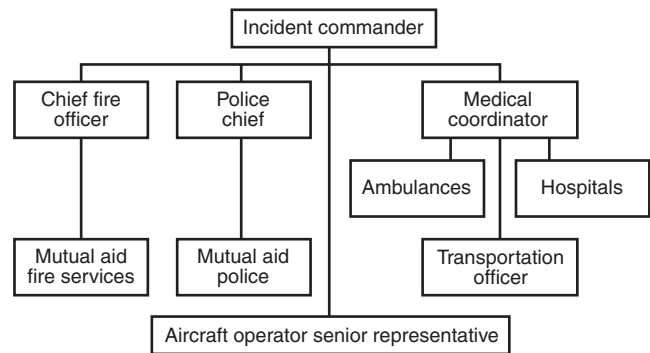 Incident commander
Chief fire
officer
Police
chief
Medical
coordinator
Ambulances
Hospitals
Mutual aid
fire services
Mutual aid
police
Transportation
officer
Aircraft operator senior representative